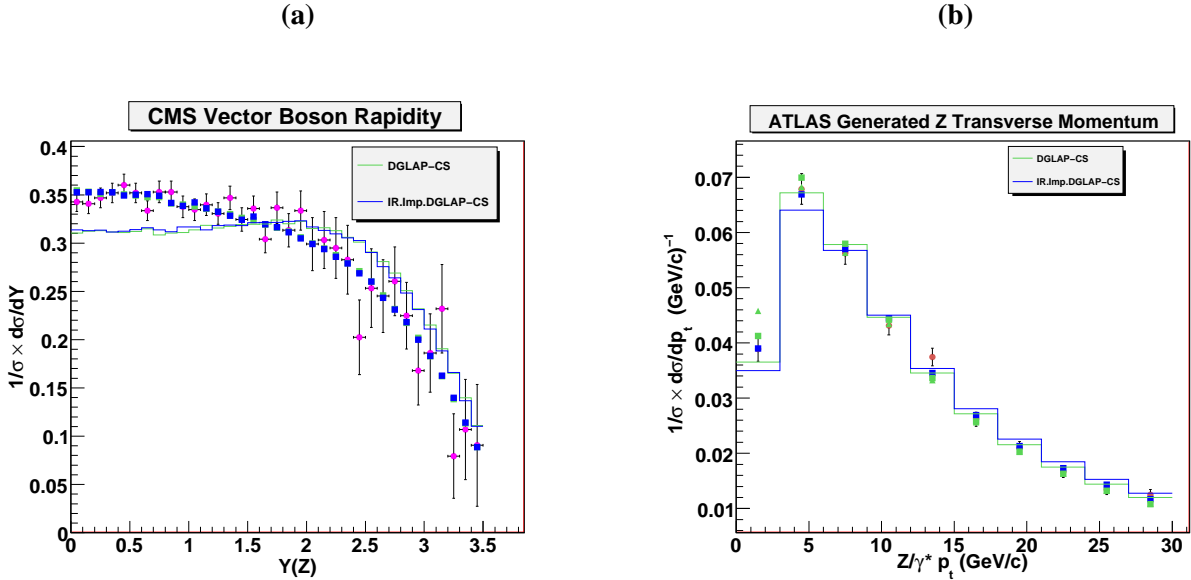 (a)
(b)
CMS Vector Boson Rapidity
1/σ × dσ/dY
0.4
0.35
0.3
0.25
0.2
0.15
0.1
0.05
0
DGLAP-CS
IR.Imp.DGLAP-CS
0 0.5 1 1.5 2 2.5 3 3.5
Y(Z)
ATLAS Generated Z Transverse Momentum
1/σ × dσ/dp_t (GeV/c)⁻¹
0.07
0.06
0.05
0.04
0.03
0.02
0.01
DGLAP-CS
IR.Imp.DGLAP-CS
0 5 10 15 20 25 30
Z/γ* p_t (GeV/c)